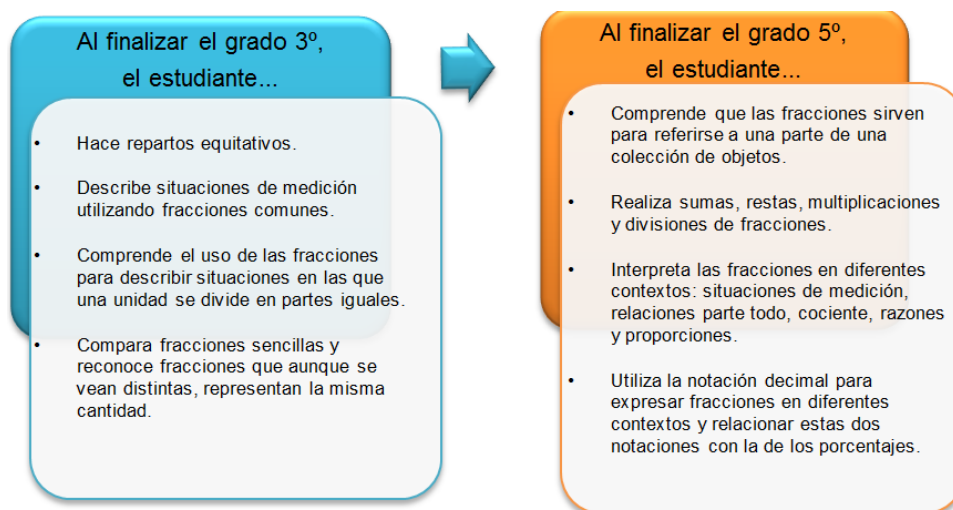 Al finalizar el grado 3º,
el estudiante...
• Hace repartos equitativos.
• Describe situaciones de medición
utilizando fracciones comunes.
• Comprende el uso de las fracciones
para describir situaciones en las que
una unidad se divide en partes iguales.
• Compara fracciones sencillas y
reconoce fracciones que aunque se
vean distintas, representan la misma
cantidad.
Al finalizar el grado 5º,
el estudiante...
• Comprende que las fracciones sirven
para referirse a una parte de una
colección de objetos.
• Realiza sumas, restas, multiplicaciones
y divisiones de fracciones.
• Interpreta las fracciones en diferentes
contextos: situaciones de medición,
relaciones parte todo, cociente, razones
y proporciones.
• Utiliza la notación decimal para
expresar fracciones en diferentes
contextos y relacionar estas dos
notaciones con la de los porcentajes.